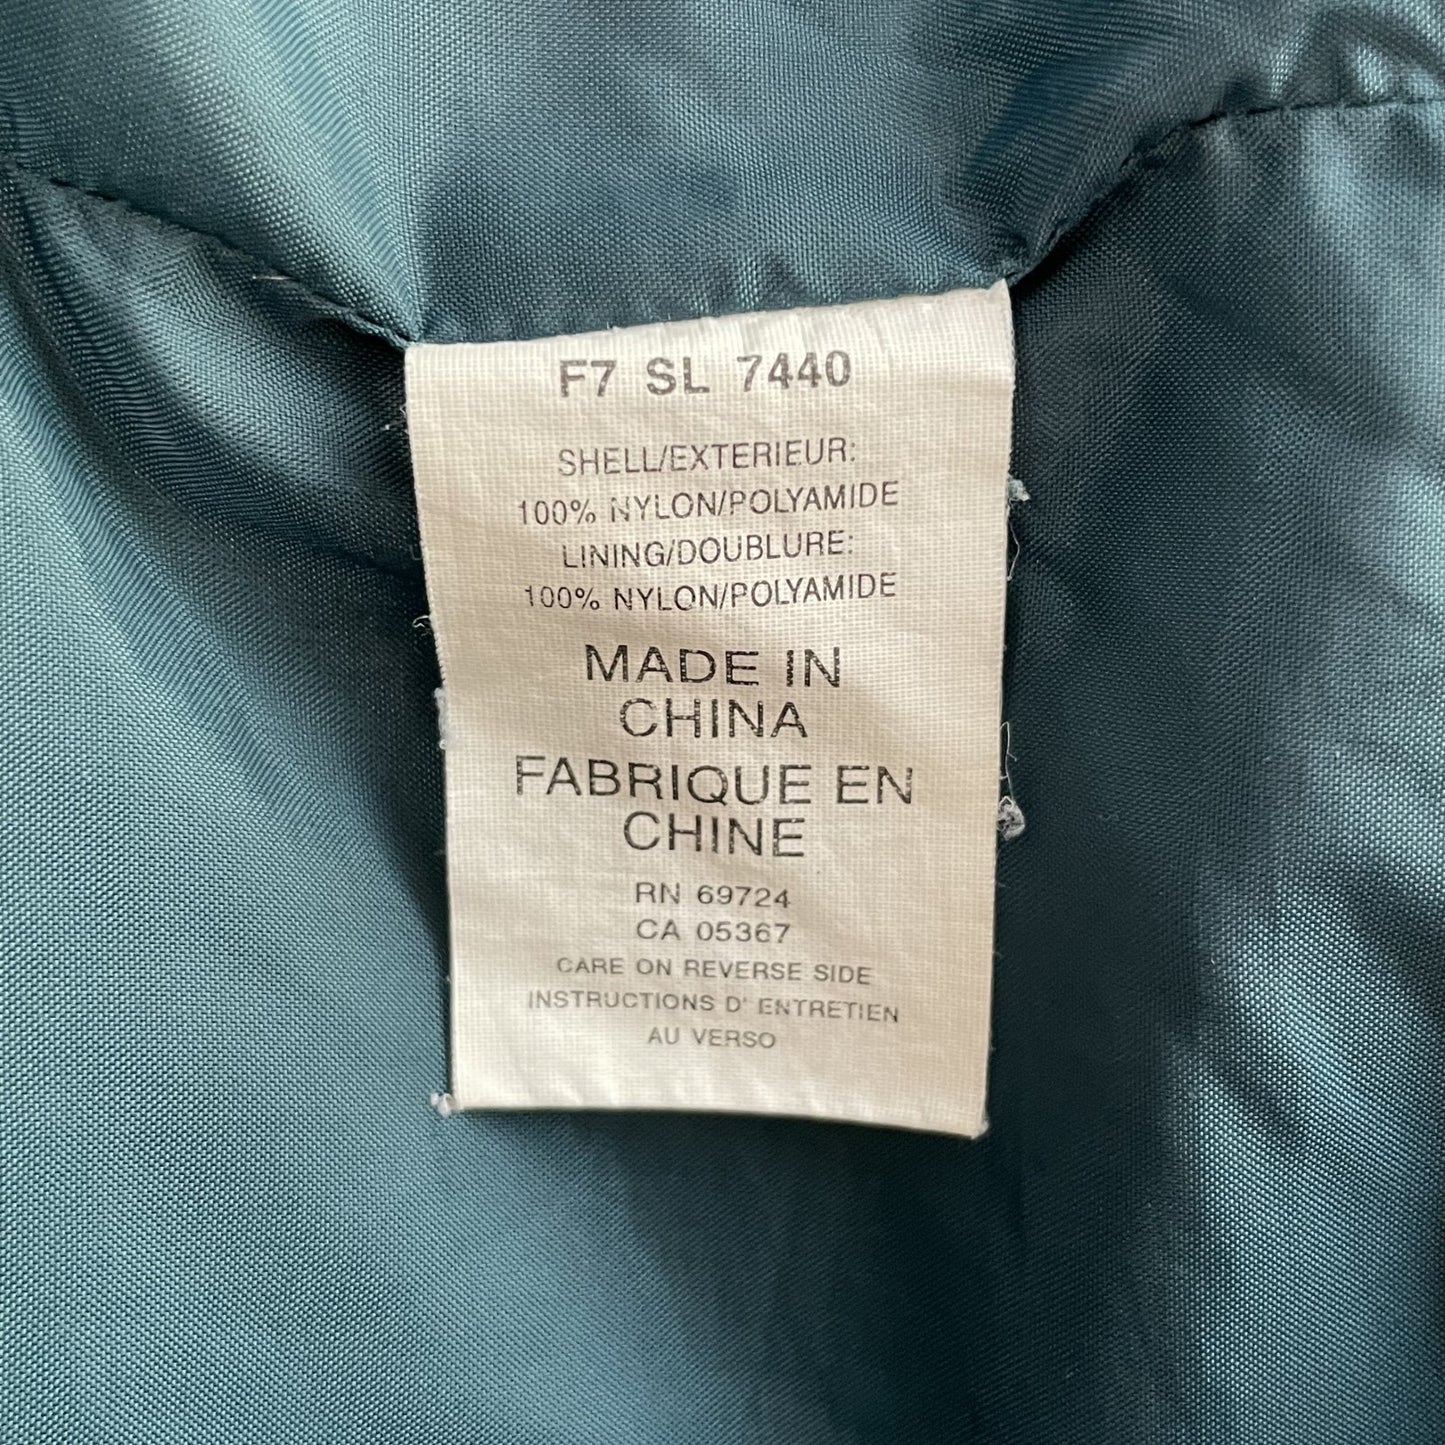 F7 SL 7440
SHELL/EXTERIEUR:
100% NYLON/POLYAMIDE
LINING/DOUBLURE:
100% NYLON/POLYAMIDE
MADE IN
CHINA
FABRIQUE EN
CHINE
RN 69724
CA 05367
CARE ON REVERSE SIDE
INSTRUCTIONS D' ENTRETIEN
AU VERSO